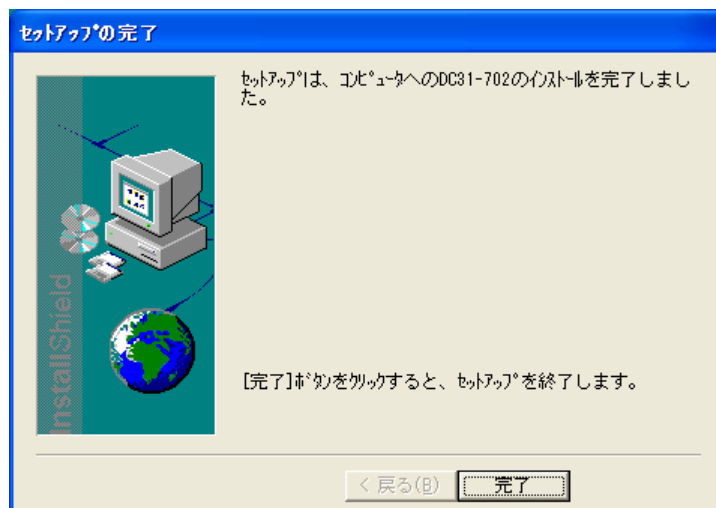 ｾｯﾄｱｯﾌﾟの完了
ｾｯﾄｱｯﾌﾟは、ｺﾝﾋﾟｭｰﾀへのDC31-702のｲﾝｽﾄｰﾙを完了しまし
た。
InstallShield
[完了]ﾎﾞﾀﾝをｸﾘｯｸすると、ｾｯﾄｱｯﾌﾟを終了します。
< 戻る(B)
完了